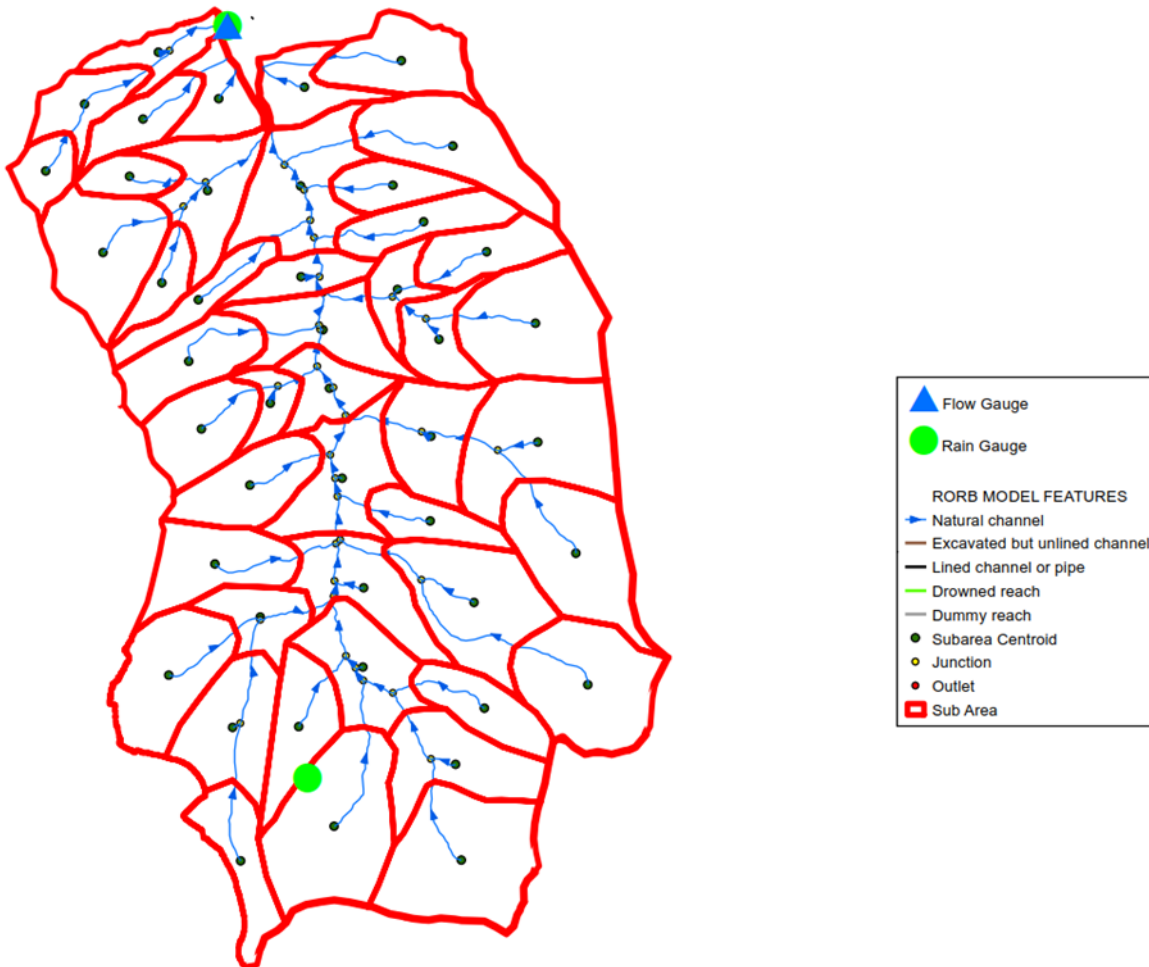 Flow Gauge
Rain Gauge
RORB MODEL FEATURES
Natural channel
Excavated but unlined channel
Lined channel or pipe
Drowned reach
Dummy reach
Subarea Centroid
Junction
Outlet
Sub Area